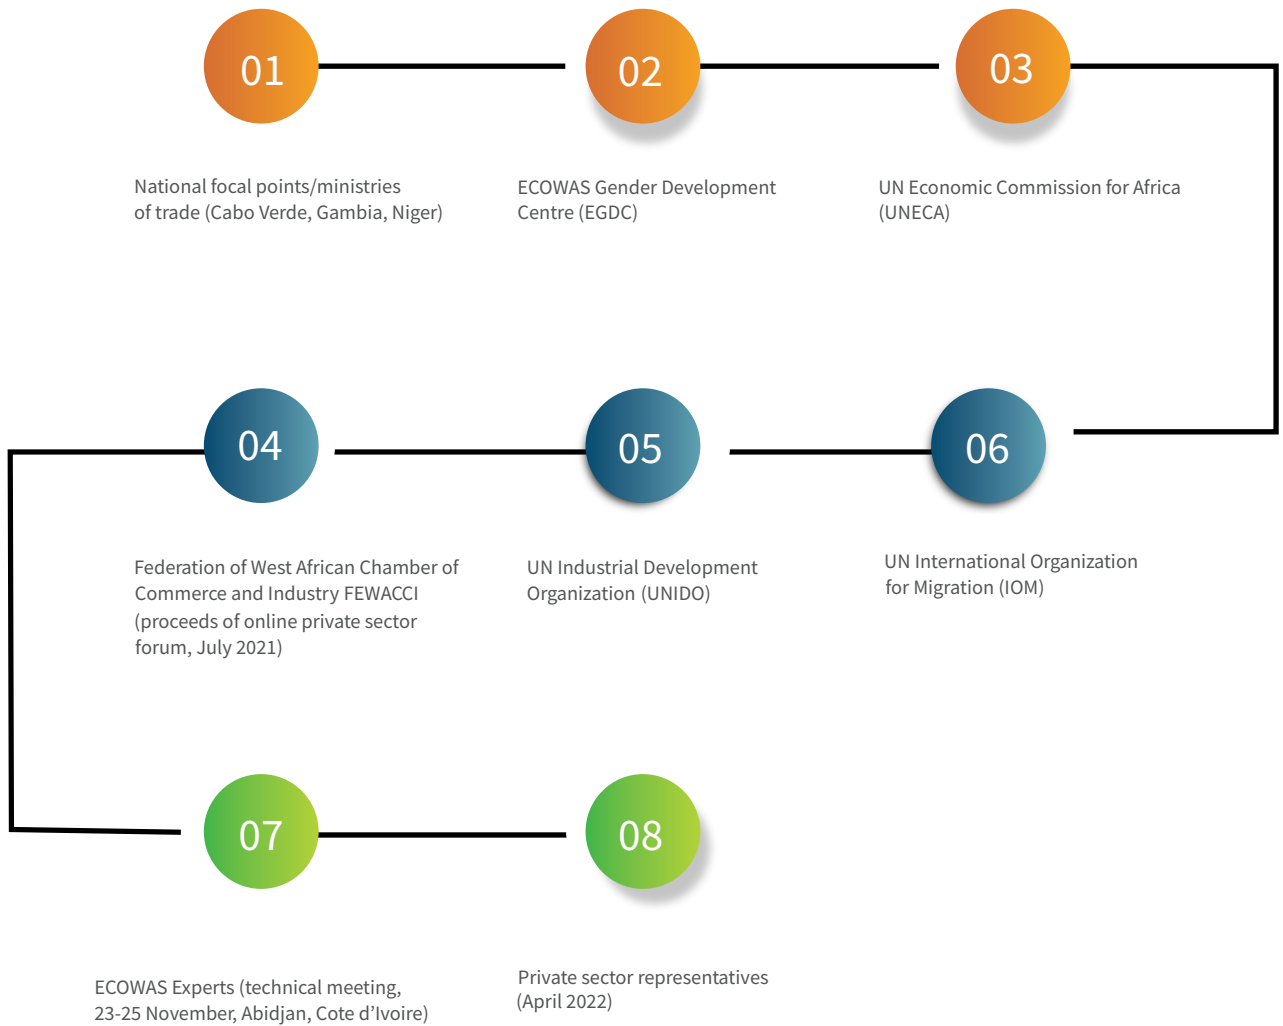 01
National focal points/ministries
of trade (Cabo Verde, Gambia, Niger)
02
ECOWAS Gender Development
Centre (EGDC)
03
UN Economic Commission for Africa
(UNECA)
04
Federation of West African Chamber of
Commerce and Industry FEWACCI
(proceeds of online private sector
forum, July 2021)
05
UN Industrial Development
Organization (UNIDO)
06
UN International Organization
for Migration (IOM)
07
ECOWAS Experts (technical meeting,
23-25 November, Abidjan, Cote d’Ivoire)
08
Private sector representatives
(April 2022)